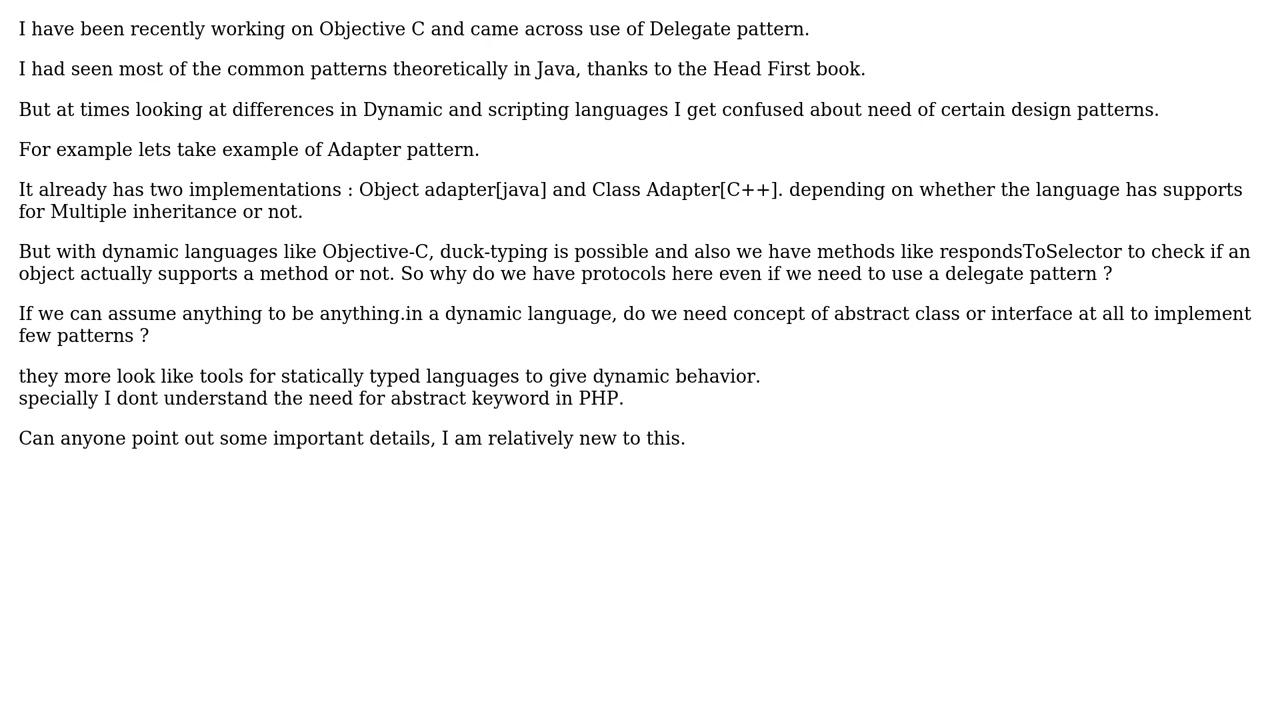 I have been recently working on Objective C and came across use of Delegate pattern.
I had seen most of the common patterns theoretically in Java, thanks to the Head First book.
But at times looking at differences in Dynamic and scripting languages I get confused about need of certain design patterns.
For example lets take example of Adapter pattern.
It already has two implementations : Object adapter[java] and Class Adapter[C++]. depending on whether the language has supports
for Multiple inheritance or not.
But with dynamic languages like Objective-C, duck-typing is possible and also we have methods like respondsToSelector to check if an
object actually supports a method or not. So why do we have protocols here even if we need to use a delegate pattern ?
If we can assume anything to be anything.in a dynamic language, do we need concept of abstract class or interface at all to implement
few patterns ?
they more look like tools for statically typed languages to give dynamic behavior.
specially I dont understand the need for abstract keyword in PHP.
Can anyone point out some important details, I am relatively new to this.